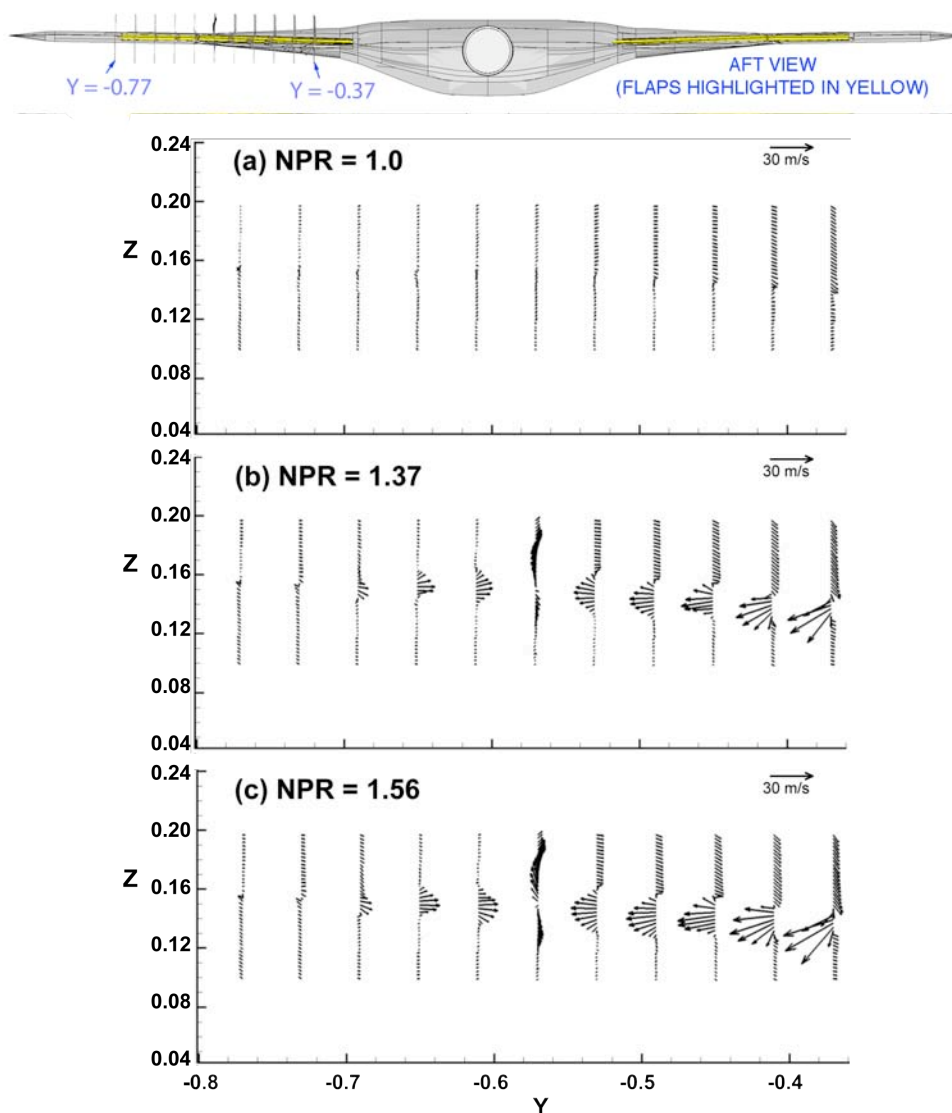 Y = -0.77
Y = -0.37
AFT VIEW
(FLAPS HIGHLIGHTED IN YELLOW)
(a) NPR = 1.0
30 m/s
0.24
0.20
Z
0.16
0.12
0.08
0.04
(b) NPR = 1.37
30 m/s
0.24
0.20
Z
0.16
0.12
0.08
0.04
(c) NPR = 1.56
30 m/s
0.24
0.20
Z
0.16
0.12
0.08
0.04
-0.8 -0.7 -0.6 -0.5 -0.4
Y